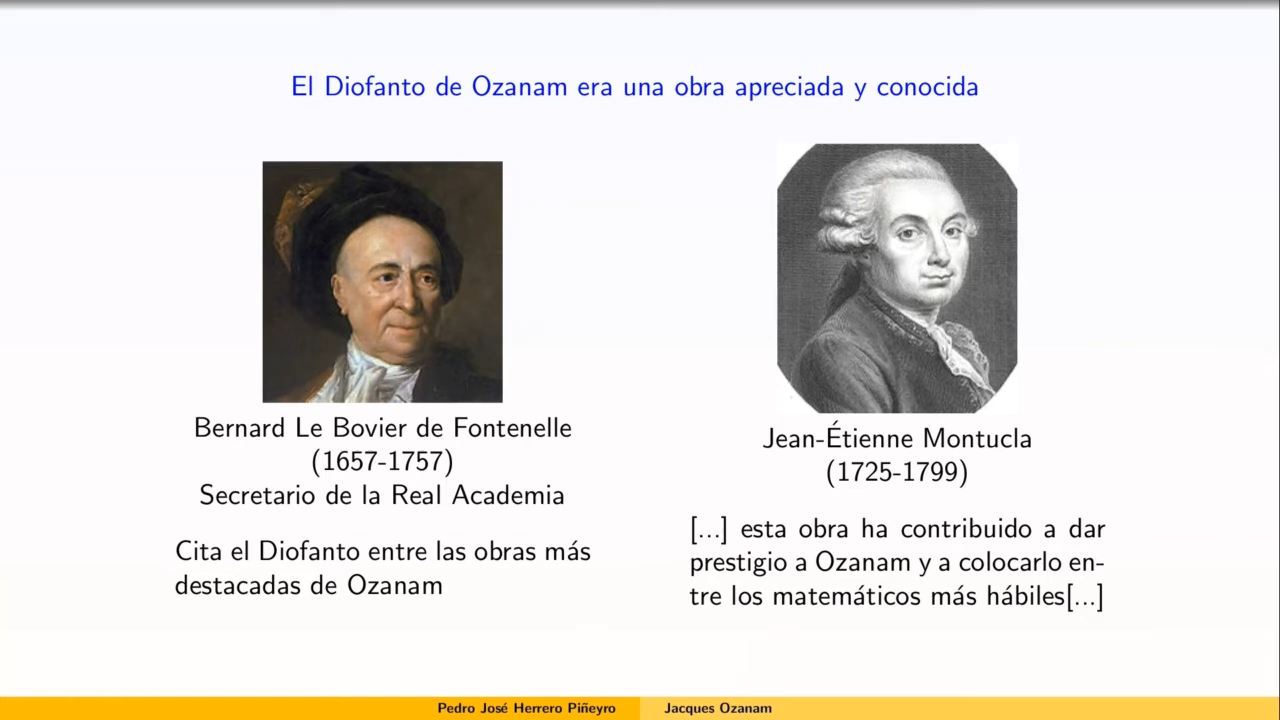 El Diofanto de Ozanam era una obra apreciada y conocida
Bernard Le Bovier de Fontenelle
(1657-1757)
Secretario de la Real Academia
Cita el Diofanto entre las obras más
destacadas de Ozanam
Jean-Étienne Montucla
(1725-1799)
[...] esta obra ha contribuido a dar
prestigio a Ozanam y a colocarlo en-
tre los matemáticos más hábiles[...]
Pedro José Herrero Piñeyro
Jacques Ozanam